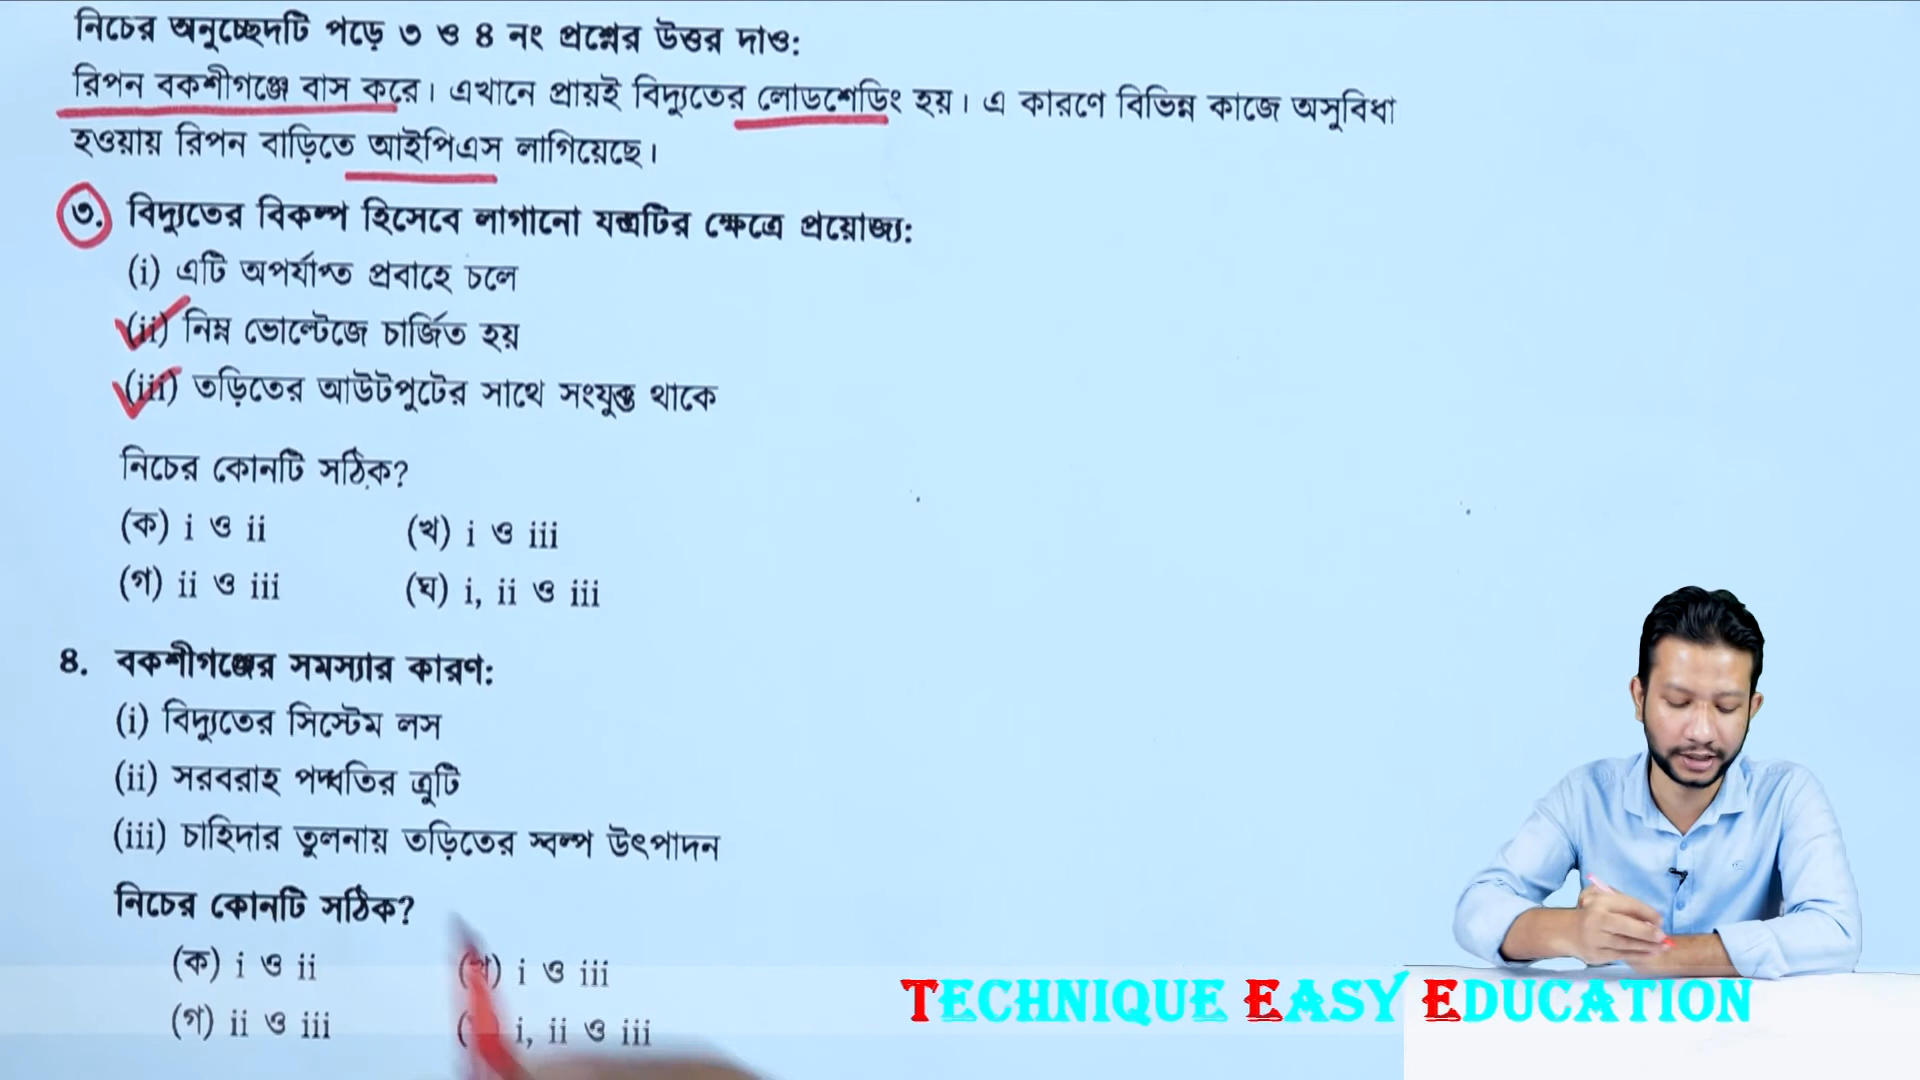 নিচের অনুচ্ছেদটি পড়ে ৩ ও ৪ নং প্রশ্নের উত্তর দাও:
রিপন বকশীগঞ্জে বাস করে। এখানে প্রায়ই বিদ্যুতের লোডশেডিং হয়। এ কারণে বিভিন্ন কাজে অসুবিধা
হওয়ায় রিপন বাড়িতে আইপিএস লাগিয়েছে।
৩. বিদ্যুতের বিকল্প হিসেবে লাগানো যন্ত্রটির ক্ষেত্রে প্রয়োজ্য:
(i) এটি অপর্যাপ্ত প্রবাহে চলে
(ii) নিম্ন ভোল্টেজে চার্জিত হয়
(iii) তড়িতের আউটপুটের সাথে সংযুক্ত থাকে
নিচের কোনটি সঠিক?
(ক) i ও ii (খ) i ও iii
(গ) ii ও iii (ঘ) i, ii ও iii
৪. বকশীগঞ্জের সমস্যার কারণ:
(i) বিদ্যুতের সিস্টেম লস
(ii) সরবরাহ পদ্ধতির ত্রুটি
(iii) চাহিদার তুলনায় তড়িতের স্বল্প উৎপাদন
নিচের কোনটি সঠিক?
(ক) i ও ii (খ) i ও iii
(গ) ii ও iii i, ii ও iii
TECHNIQUE EASY EDUCATION